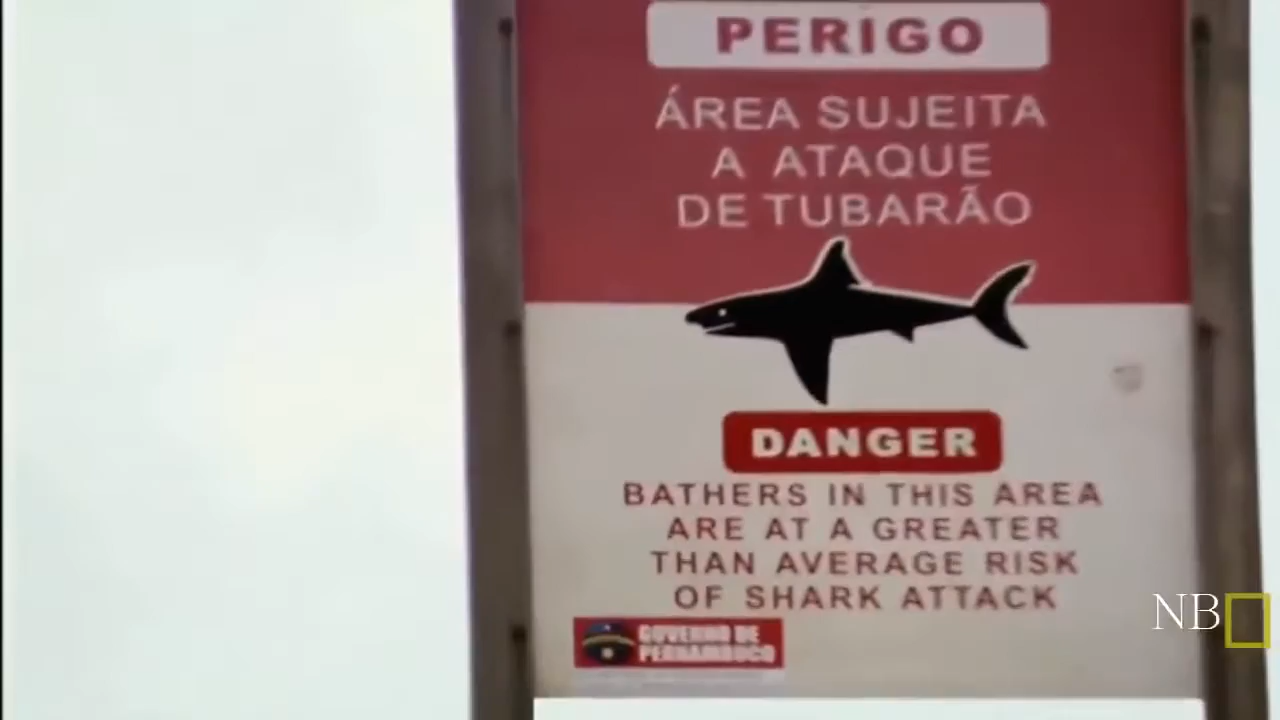 PERIGO
ÁREA SUJEITA
A ATAQUE
DE TUBARÃO
DANGER
BATHERS IN THIS AREA
ARE AT A GREATER
THAN AVERAGE RISK
OF SHARK ATTACK
GOVERNO DE
PERNAMBUCO
NB